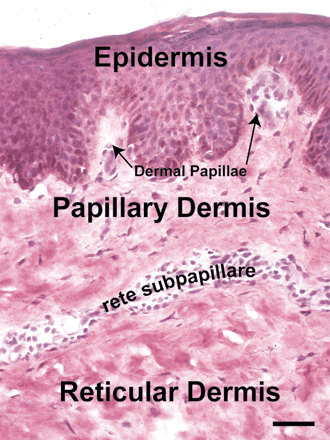 Epidermis
Dermal Papillae
Papillary Dermis
rete subpapillare
Reticular Dermis